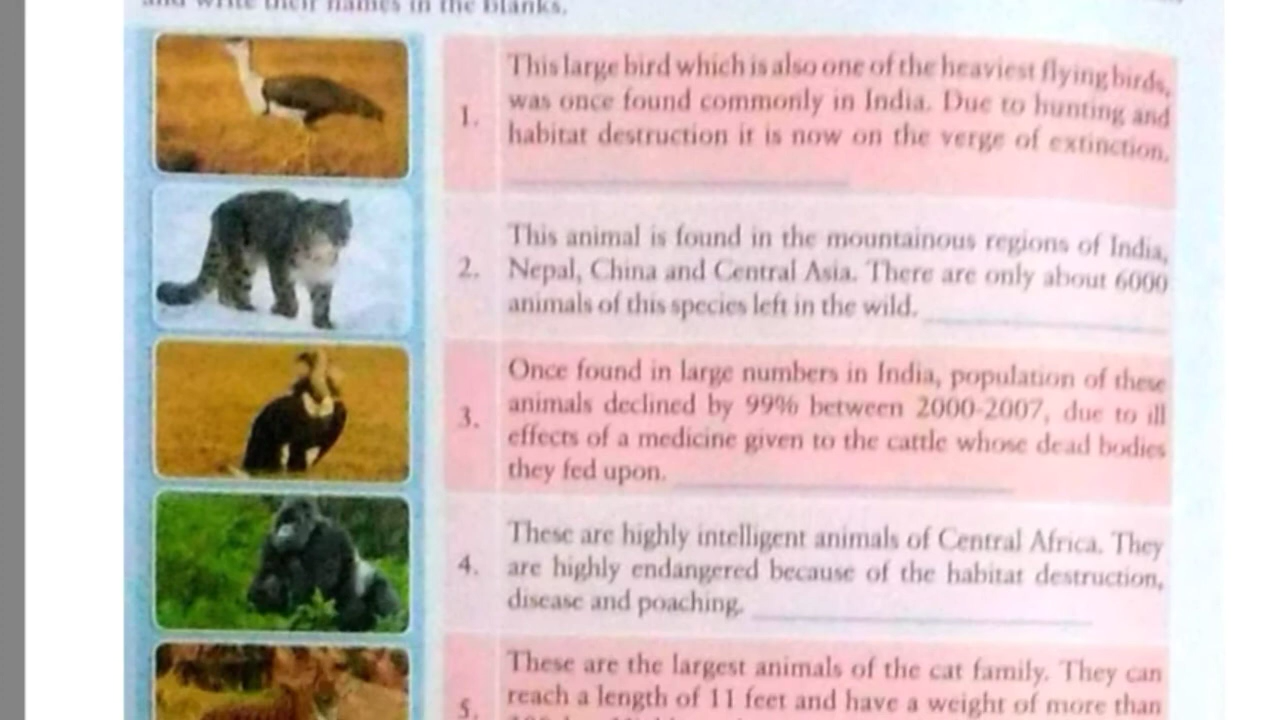 and write their names in the blanks.
1. This large bird which is also one of the heaviest flying birds,
was once found commonly in India. Due to hunting and
habitat destruction it is now on the verge of extinction.
This animal is found in the mountainous regions of India,
2. Nepal, China and Central Asia. There are only about 6000
animals of this species left in the wild.
Once found in large numbers in India, population of these
3. animals declined by 99% between 2000-2007, due to ill
effects of a medicine given to the cattle whose dead bodies
they fed upon.
These are highly intelligent animals of Central Africa. They
4. are highly endangered because of the habitat destruction,
disease and poaching.
These are the largest animals of the cat family. They can
5. reach a length of 11 feet and have a weight of more than